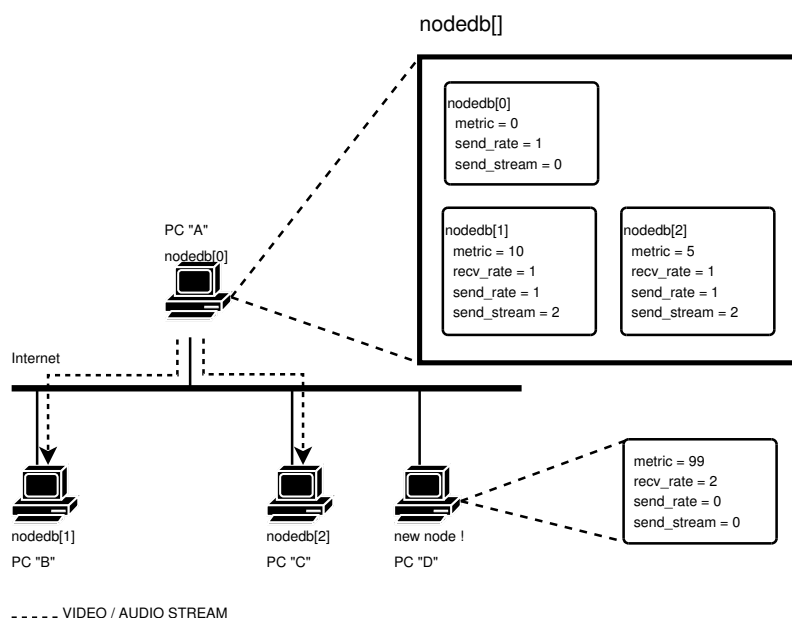 nodedb[]
nodedb[0]
metric = 0
send_rate = 1
send_stream = 0
nodedb[1]
metric = 10
recv_rate = 1
send_rate = 1
send_stream = 2
nodedb[2]
metric = 5
recv_rate = 1
send_rate = 1
send_stream = 2
PC "A"
nodedb[0]
Internet
nodedb[1]
PC "B"
nodedb[2]
PC "C"
new node !
PC "D"
metric = 99
recv_rate = 2
send_rate = 0
send_stream = 0
VIDEO / AUDIO STREAM